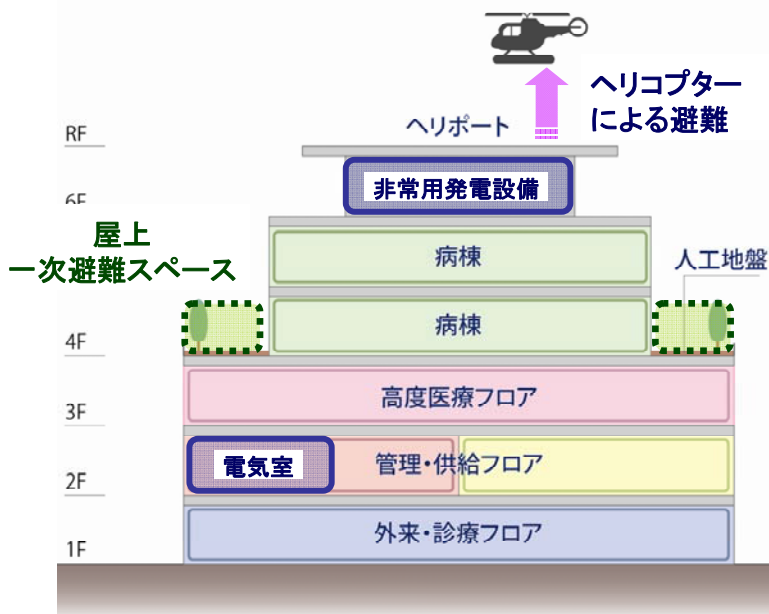 ヘリコプター
による避難
ヘリポート
RF
非常用発電設備
6F
屋上
一次避難スペース
病棟
人工地盤
病棟
4F
高度医療フロア
3F
電気室
管理・供給フロア
2F
外来・診療フロア
1F